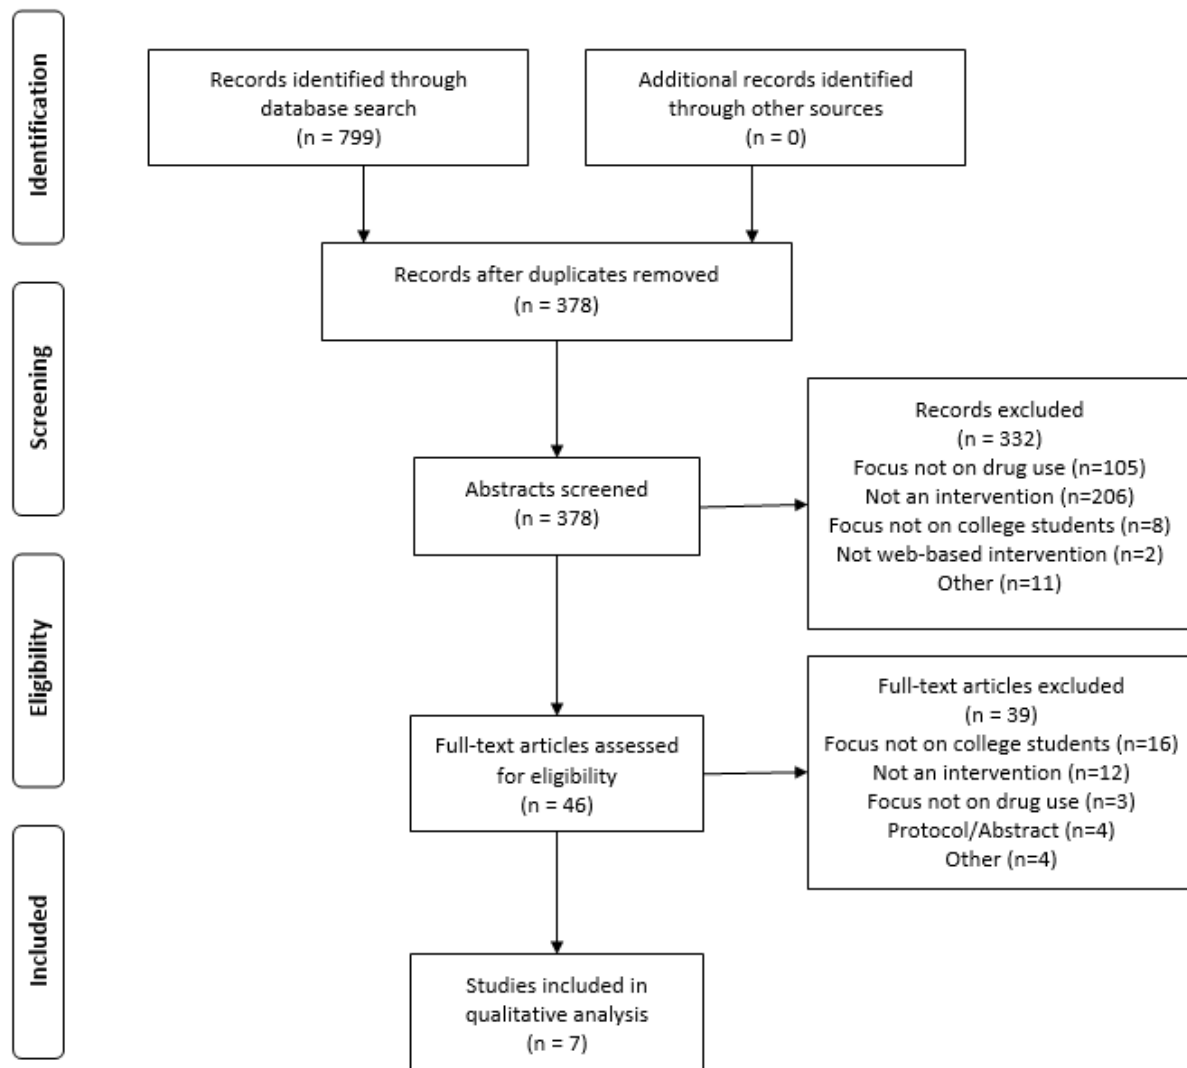 Identification
Records identified through
database search
(n = 799)
Additional records identified
through other sources
(n = 0)
Records after duplicates removed
(n = 378)
Screening
Abstracts screened
(n = 378)
Records excluded
(n = 332)
Focus not on drug use (n=105)
Not an intervention (n=206)
Focus not on college students (n=8)
Not web-based intervention (n=2)
Other (n=11)
Eligibility
Full-text articles assessed
for eligibility
(n = 46)
Full-text articles excluded
(n = 39)
Focus not on college students (n=16)
Not an intervention (n=12)
Focus not on drug use (n=3)
Protocol/Abstract (n=4)
Other (n=4)
Included
Studies included in
qualitative analysis
(n = 7)